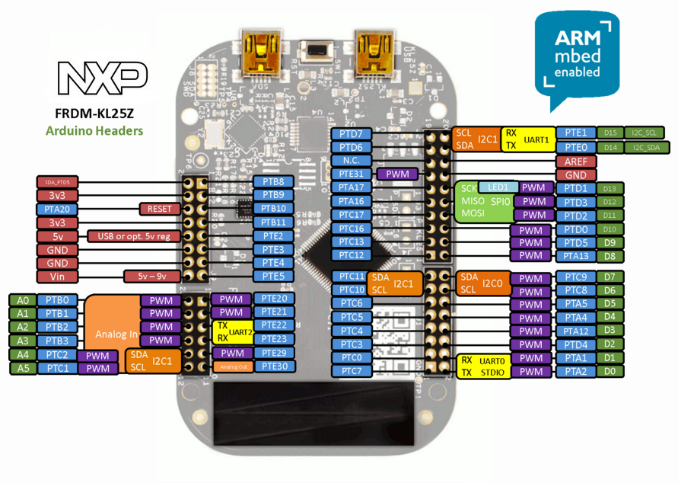 NXP
FRDM-KL25Z
Arduino Headers
ARM
mbed
enabled
PTD7 SCL I2C1 RX UART1 PTE1 D15 I2C_SCL
PTD6 SDA TX PTE0 D14 I2C_SDA
N.C. AREF
PTE31 PWM GND
PTA17 SCK LED1 PWM PTD1 D13
PTA16 MISO SPI0 PWM PTD3 D12
PTC17 MOSI PWM PTD2 D11
PTC16 PWM PTD0 D10
PTC13 PWM PTD5 D9
PTC12 PWM PTA13 D8
SDA_PTD5 PTB8
3v3 PTB9
PTA20 RESET PTB10
3v3 PTB11
5v USB or opt. 5v reg PTE2
GND PTE3
GND PTE4
Vin 5v – 9v PTE5
PTC11 SDA I2C1 SDA I2C0 PWM PTC9 D7
PTC10 SCL SCL PWM PTC8 D6
PTC6 PWM PTA5 D5
PTC5 PWM PTA4 D4
PTC4 PWM PTA12 D3
PTC3 PWM PTD4 D2
PTC0 RX UART0 PWM PTA1 D1
PTC7 TX STDIO PWM PTA2 D0
A0 PTB0 Analog In PWM PWM PTE20
A1 PTB1 PWM PWM PTE21
A2 PTB2 PWM TX UART2 PTE22
A3 PTB3 PWM RX PTE23
A4 PTC2 PWM SDA I2C1 PWM PTE29
A5 PTC1 PWM SCL Analog Out PTE30